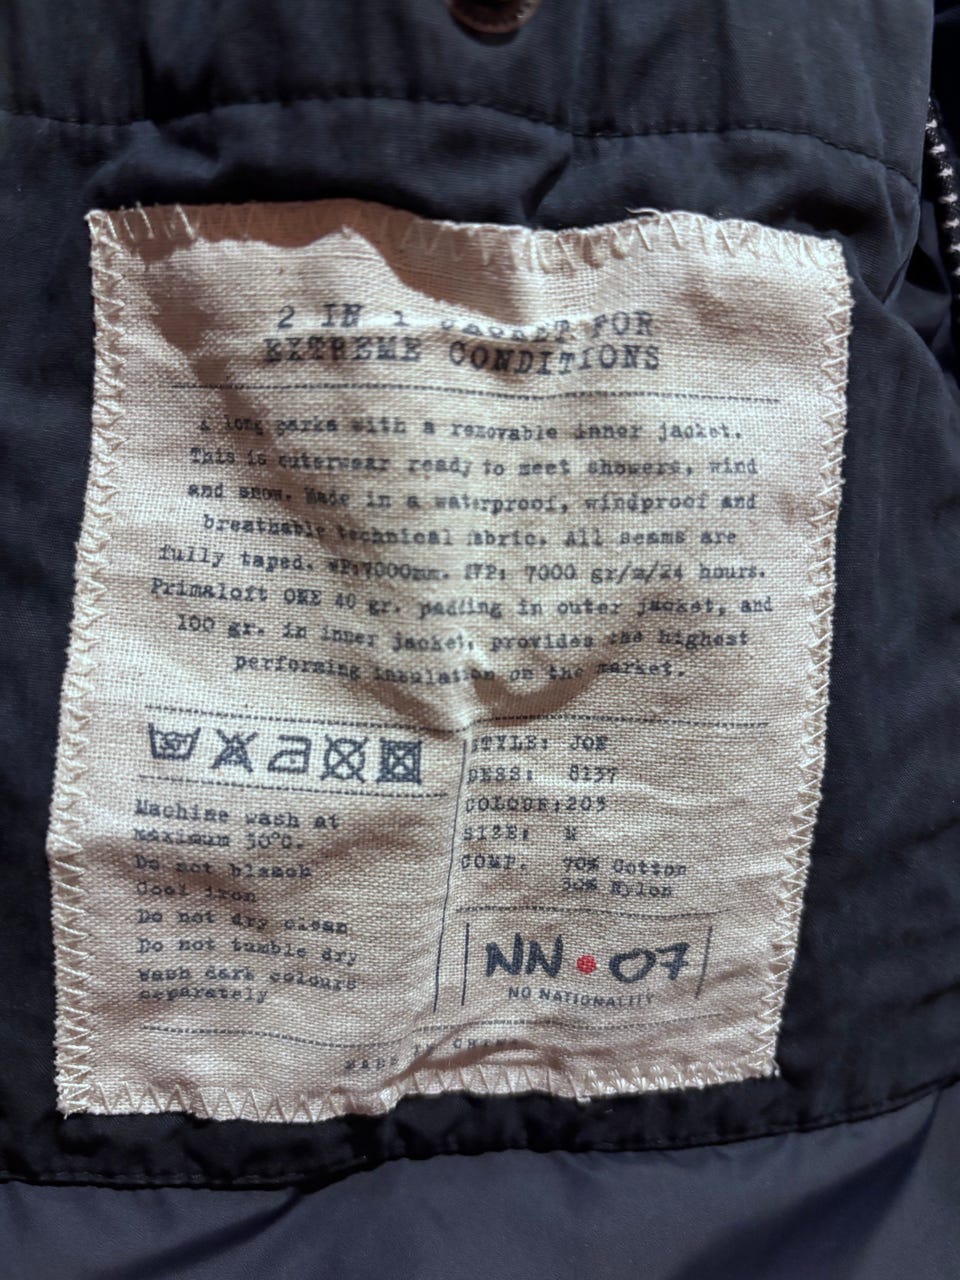 2 IN 1 JACKET FOR
EXTREME CONDITIONS
A long parka with a removable inner jacket.
This is outerwear ready to meet showers, wind
and snow. Made in a waterproof, windproof and
breathable technical fabric. All seams are
fully taped. WP:7000mm. MVP: 7000 gr/m/24 hours.
Primaloft ONE 40 gr. padding in outer jacket, and
100 gr. in inner jacket, provides the highest
performing insulation on the market.
30
Machine wash at
maximum 30°C.
Do not bleach
Cool iron
Do not dry clean
Do not tumble dry
Wash dark colours
separately
STYLE: JOE
DESS: 8137
COLOUR:205
SIZE: M
COMP. 70% Cotton
30% Nylon
NN.07
NO NATIONALITY
MADE IN CHINA